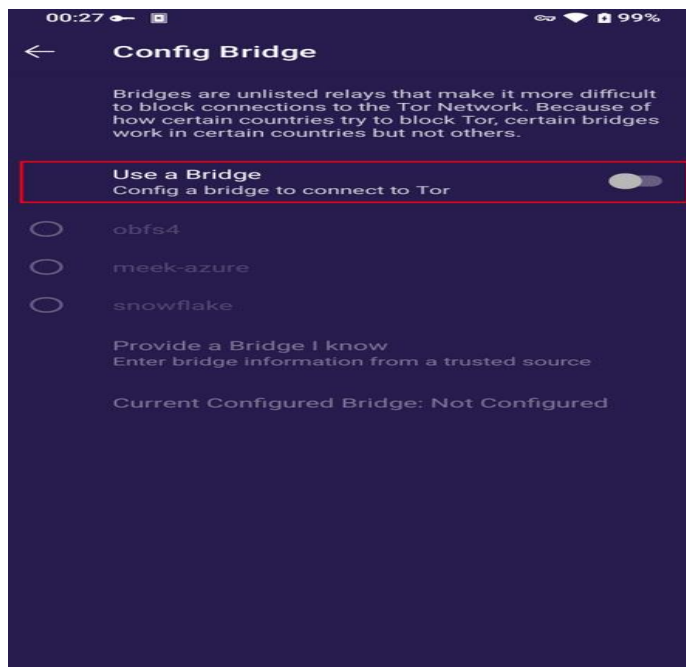 00:27 99%
Config Bridge
Bridges are unlisted relays that make it more difficult
to block connections to the Tor Network. Because of
how certain countries try to block Tor, certain bridges
work in certain countries but not others.
Use a Bridge
Config a bridge to connect to Tor
obfs4
meek-azure
snowflake
Provide a Bridge I know
Enter bridge information from a trusted source
Current Configured Bridge: Not Configured